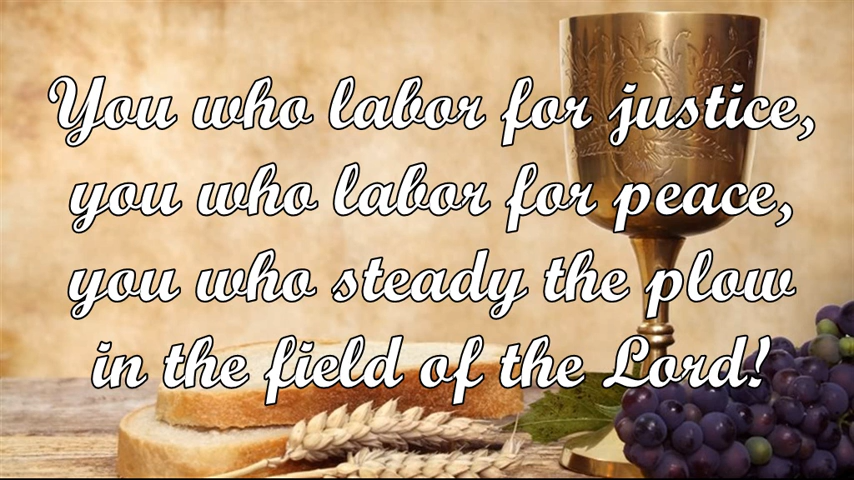 You who labor for justice,
you who labor for peace,
you who steady the plow
in the field of the Lord!